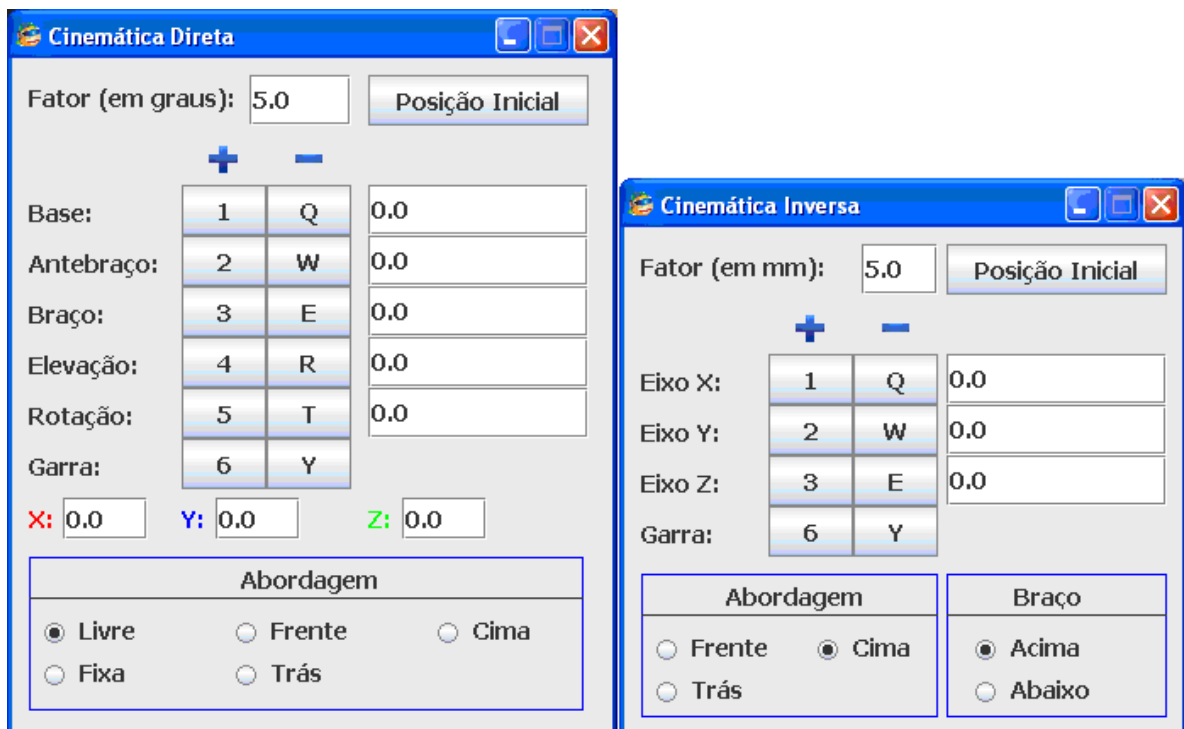 Cinemática Direta
Fator (em graus): 5.0 Posição Inicial
+ −
Base: 1 Q 0.0
Antebraço: 2 W 0.0
Braço: 3 E 0.0
Elevação: 4 R 0.0
Rotação: 5 T 0.0
Garra: 6 Y
X: 0.0 Y: 0.0 Z: 0.0
Abordagem
Livre Frente Cima
Fixa Trás
Cinemática Inversa
Fator (em mm): 5.0 Posição Inicial
+ −
Eixo X: 1 Q 0.0
Eixo Y: 2 W 0.0
Eixo Z: 3 E 0.0
Garra: 6 Y
Abordagem
Frente Cima
Trás
Braço
Acima
Abaixo